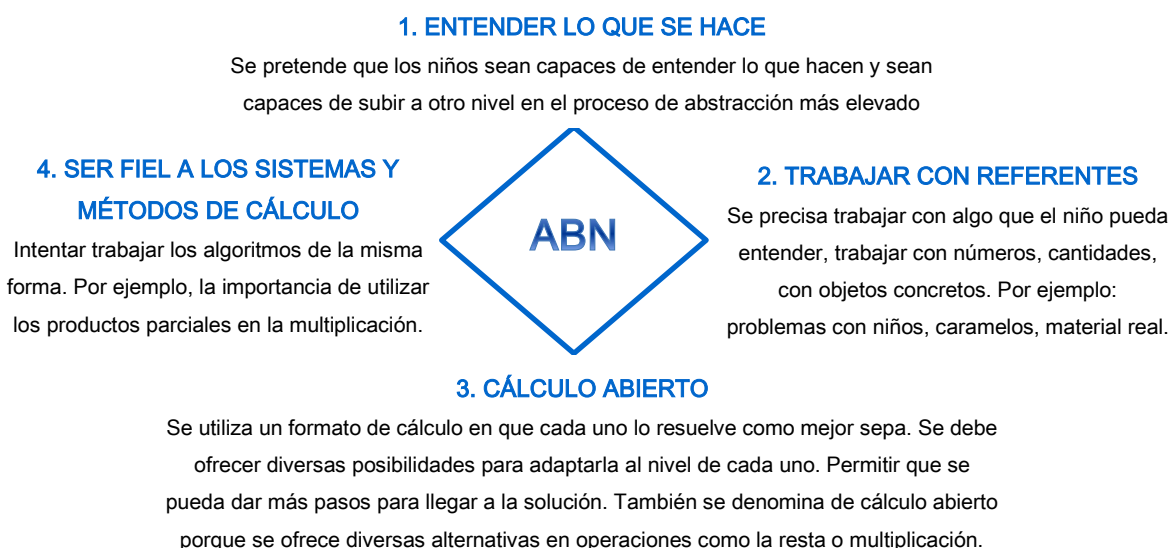 1. ENTENDER LO QUE SE HACE
Se pretende que los niños sean capaces de entender lo que hacen y sean
capaces de subir a otro nivel en el proceso de abstracción más elevado
4. SER FIEL A LOS SISTEMAS Y
MÉTODOS DE CÁLCULO
Intentar trabajar los algoritmos de la misma
forma. Por ejemplo, la importancia de utilizar
los productos parciales en la multiplicación.
ABN
2. TRABAJAR CON REFERENTES
Se precisa trabajar con algo que el niño pueda
entender, trabajar con números, cantidades,
con objetos concretos. Por ejemplo:
problemas con niños, caramelos, material real.
3. CÁLCULO ABIERTO
Se utiliza un formato de cálculo en que cada uno lo resuelve como mejor sepa. Se debe
ofrecer diversas posibilidades para adaptarla al nivel de cada uno. Permitir que se
pueda dar más pasos para llegar a la solución. También se denomina de cálculo abierto
porque se ofrece diversas alternativas en operaciones como la resta o multiplicación.